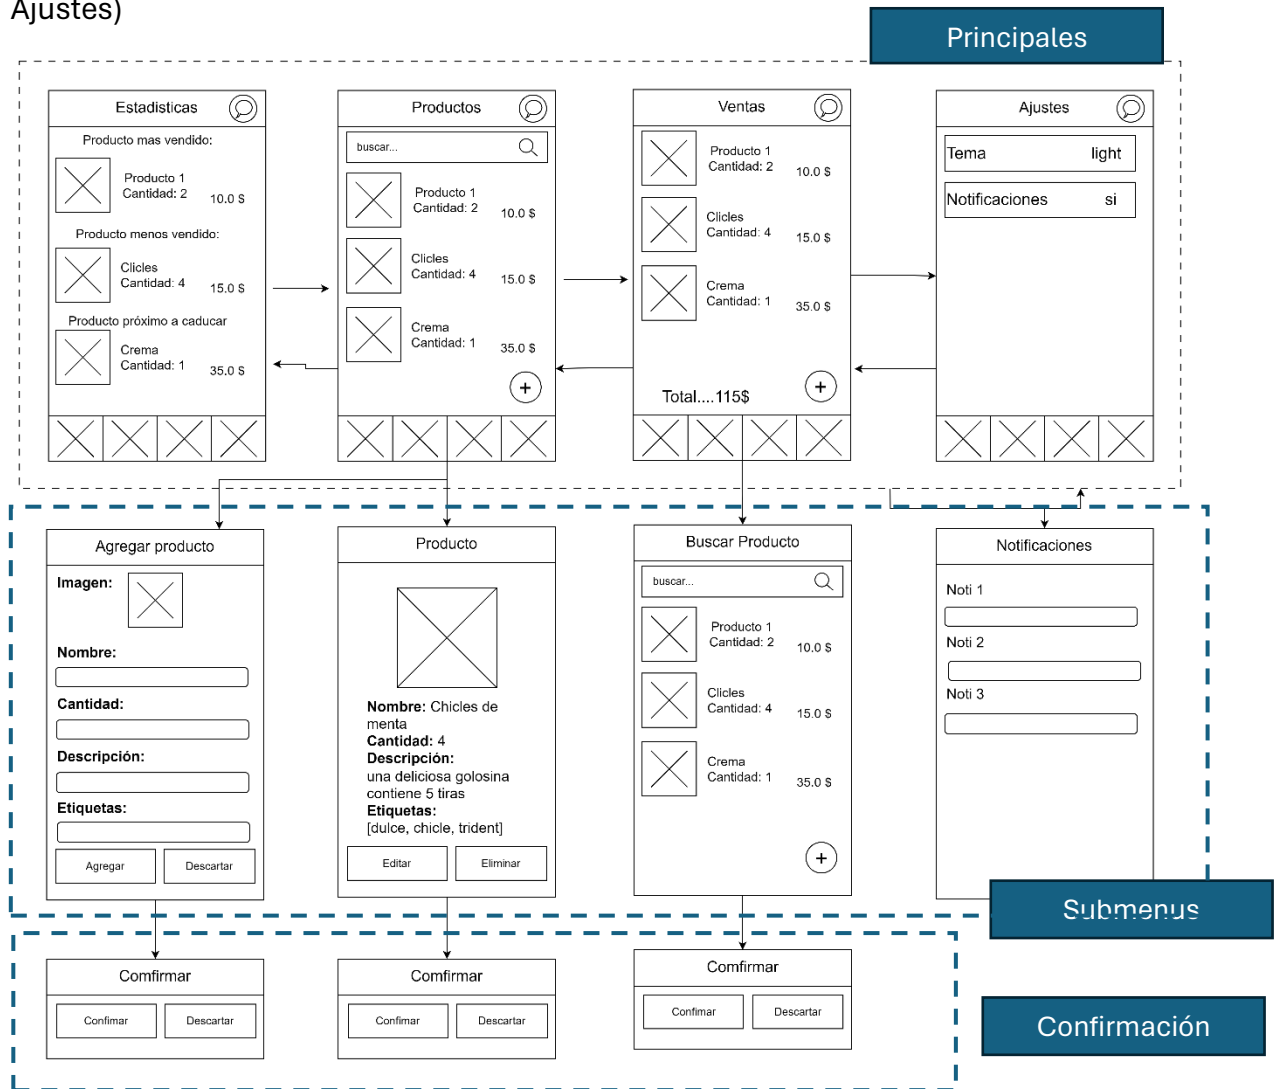 Ajustes)
Principales
Estadisticas
Producto mas vendido:
Producto 1
Cantidad: 2
10.0 $
Producto menos vendido:
Clicles
Cantidad: 4
15.0 $
Producto próximo a caducar
Crema
Cantidad: 1
35.0 $
Productos
buscar...
Producto 1
Cantidad: 2
10.0 $
Clicles
Cantidad: 4
15.0 $
Crema
Cantidad: 1
35.0 $
+
Ventas
Producto 1
Cantidad: 2
10.0 $
Clicles
Cantidad: 4
15.0 $
Crema
Cantidad: 1
35.0 $
Total....115$
+
Ajustes
Tema light
Notificaciones si
Agregar producto
Imagen:
Nombre:
Cantidad:
Descripción:
Etiquetas:
Agregar Descartar
Producto
Nombre: Chicles de
menta
Cantidad: 4
Descripción:
una deliciosa golosina
contiene 5 tiras
Etiquetas:
[dulce, chicle, trident]
Editar Eliminar
Buscar Producto
buscar...
Producto 1
Cantidad: 2
10.0 $
Clicles
Cantidad: 4
15.0 $
Crema
Cantidad: 1
35.0 $
+
Notificaciones
Noti 1
Noti 2
Noti 3
Submenus
Comfirmar
Confimar Descartar
Comfirmar
Confimar Descartar
Comfirmar
Confimar Descartar
Confirmación